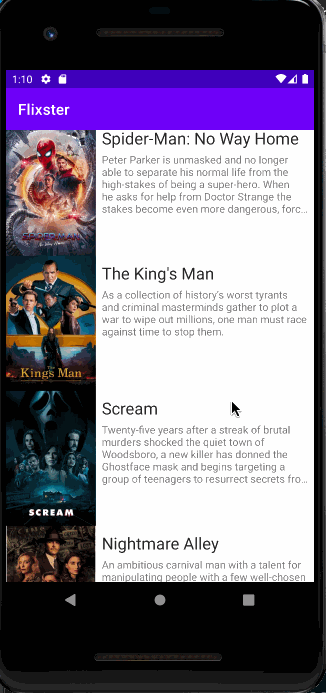 1:10
Flixster
Spider-Man: No Way Home
Peter Parker is unmasked and no longer
able to separate his normal life from the
high-stakes of being a super-hero. When
he asks for help from Doctor Strange the
stakes become even more dangerous, forc...
The King's Man
As a collection of history's worst tyrants
and criminal masterminds gather to plot a
war to wipe out millions, one man must race
against time to stop them.
King's Man
Scream
Twenty-five years after a streak of brutal
murders shocked the quiet town of
Woodsboro, a new killer has donned the
Ghostface mask and begins targeting a
group of teenagers to resurrect secrets fro...
SCREAM
Nightmare Alley
An ambitious carnival man with a talent for
manipulating people with a few well-chosen